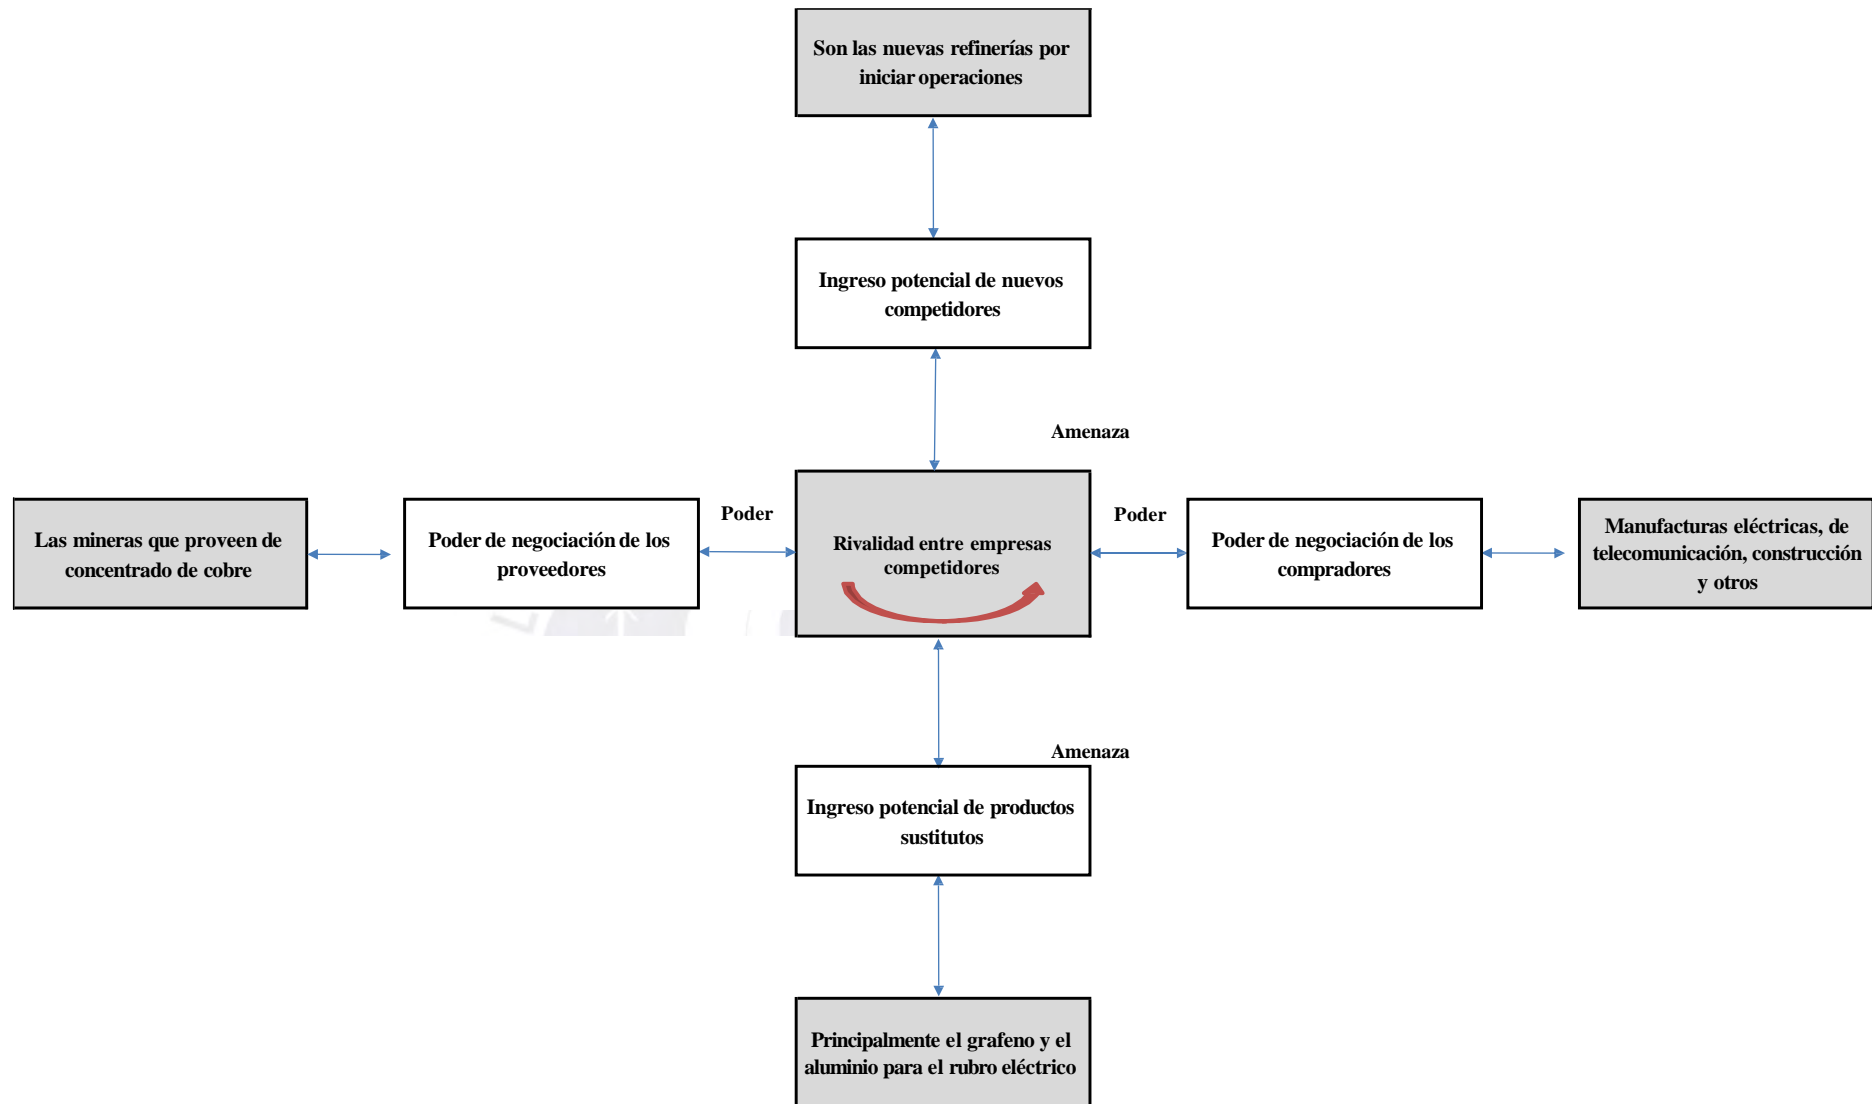 Son las nuevas refinerías por
iniciar operaciones
Ingreso potencial de nuevos
competidores
Amenaza
Las mineras que proveen de
concentrado de cobre
Poder de negociación de los
proveedores
Poder
Rivalidad entre empresas
competidores
Poder
Poder de negociación de los
compradores
Manufacturas eléctricas, de
telecomunicación, construcción
y otros
Amenaza
Ingreso potencial de productos
sustitutos
Principalmente el grafeno y el
aluminio para el rubro eléctrico